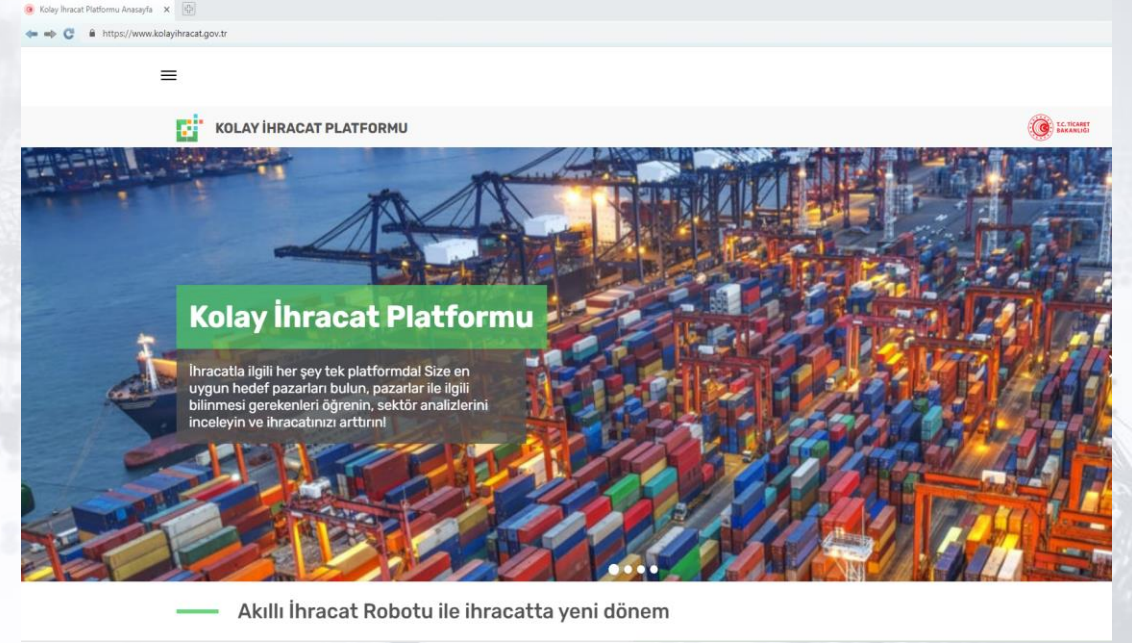 Kolay İhracat Platformu Anasayfa
https://www.kolayihracat.gov.tr
KOLAY İHRACAT PLATFORMU
T.C. TİCARET
BAKANLIĞI
Kolay İhracat Platformu
İhracatla ilgili her şey tek platformda! Size en
uygun hedef pazarları bulun, pazarlar ile ilgili
bilinmesi gerekenleri öğrenin, sektör analizlerini
inceleyin ve ihracatınızı arttırın!
Akıllı İhracat Robotu ile ihracatta yeni dönem